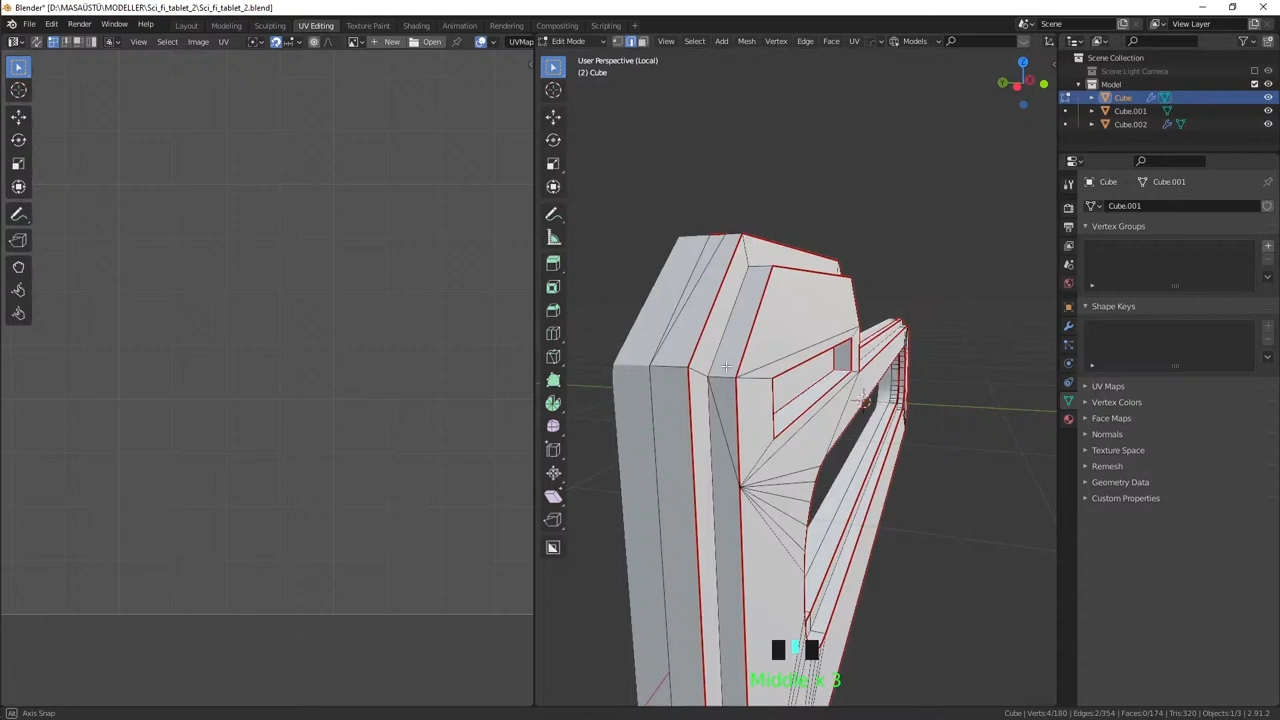 Blender* [D:\MASAÜSTÜ\MODELLER\Sci_fi_tablet_2\Sci_fi_tablet_2.blend]
File Edit Render Window Help Layout Modeling Sculpting UV Editing Texture Paint Shading Animation Rendering Compositing Scripting Scene View Layer
View Select Image UV New Open UVMap Edit Mode View Select Add Mesh Vertex Edge Face UV Models
User Perspective (Local)
(2) Cube
Scene Collection
Scene Light Camera
Model
Cube
Cube.001
Cube.002
Cube Cube.001
Cube.001
Vertex Groups
Shape Keys
UV Maps
Vertex Colors
Face Maps
Normals
Texture Space
Remesh
Geometry Data
Custom Properties
Middle x 3
Axis Snap Cube | Verts:4/180 | Edges:2/354 | Faces:0/174 | Tris:320 | Objects:1/3 | 2.91.2